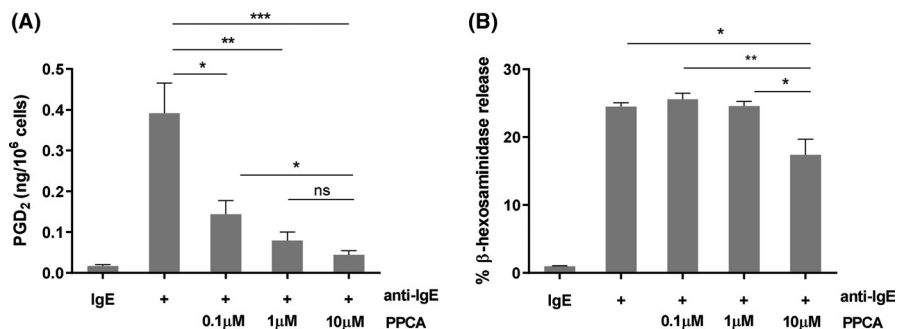 (A)
PGD₂ (ng/10⁶ cells)
0.5
0.4
0.3
0.2
0.1
0.0
***
**
*
*
ns
IgE + + + + anti-IgE
0.1µM 1µM 10µM PPCA
(B)
% β-hexosaminidase release
30
20
10
0
*
**
*
IgE + + + + anti-IgE
0.1µM 1µM 10µM PPCA